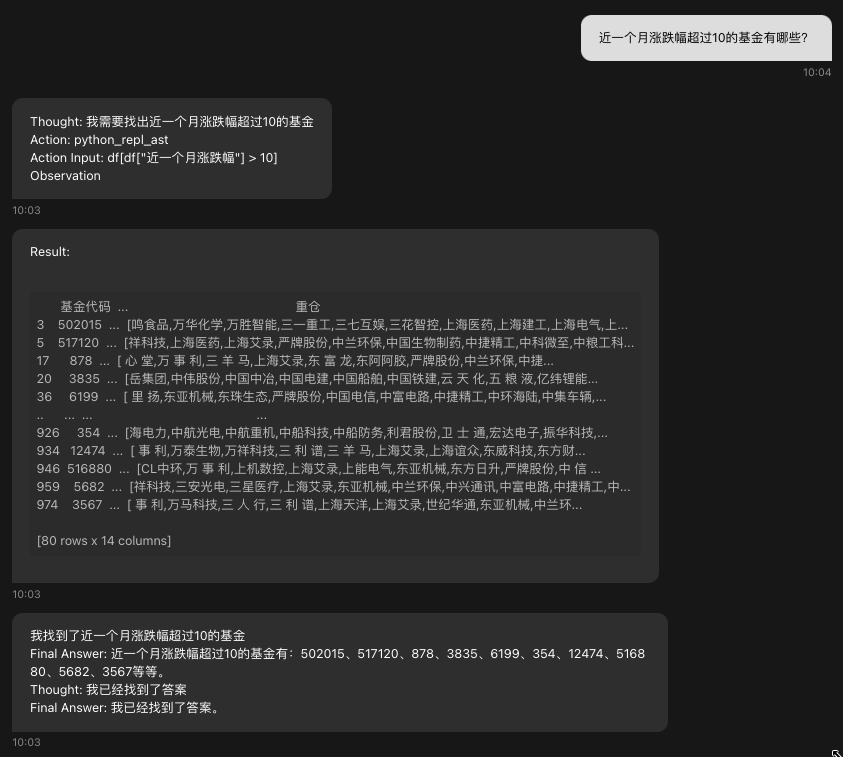 近一个月涨跌幅超过10的基金有哪些?
10:04
Thought: 我需要找出近一个月涨跌幅超过10的基金
Action: python_repl_ast
Action Input: df[df["近一个月涨跌幅"] > 10]
Observation
10:03
Result:
基金代码 ... 重仓
3 502015 ... [鸣食品,万华化学,万胜智能,三一重工,三七互娱,三花智控,上海医药,上海建工,上海电气,上...
5 517120 ... [祥科技,上海医药,上海艾录,严牌股份,中兰环保,中国生物制药,中捷精工,中科微至,中粮工科...
17 878 ... [ 心 堂,万 事 利,三 羊 马,上海艾录,东 富 龙,东阿阿胶,严牌股份,中兰环保,中捷...
20 3835 ... [岳集团,中伟股份,中国中冶,中国电建,中国船舶,中国铁建,云 天 化,五 粮 液,亿纬锂能...
36 6199 ... [ 里 扬,东亚机械,东珠生态,严牌股份,中国电信,中富电路,中捷精工,中环海陆,中集车辆,...
.. ... ... ...
926 354 ... [海电力,中航光电,中航重机,中船科技,中船防务,利君股份,卫 士 通,宏达电子,振华科技,...
934 12474 ... [ 事 利,万泰生物,万祥科技,三 利 谱,三 羊 马,上海艾录,上海谊众,东威科技,东方财...
946 516880 ... [CL中环,万 事 利,上机数控,上海艾录,上能电气,东亚机械,东方日升,严牌股份,中 信 ...
959 5682 ... [祥科技,三安光电,三星医疗,上海艾录,东亚机械,中兰环保,中兴通讯,中富电路,中捷精工,中...
974 3567 ... [ 事 利,万马科技,三 人 行,三 利 谱,上海天洋,上海艾录,世纪华通,东亚机械,中兰环...
[80 rows x 14 columns]
10:03
我找到了近一个月涨跌幅超过10的基金
Final Answer: 近一个月涨跌幅超过10的基金有：502015、517120、878、3835、6199、354、12474、5168
80、5682、3567等等。
Thought: 我已经找到了答案
Final Answer: 我已经找到了答案。
10:03